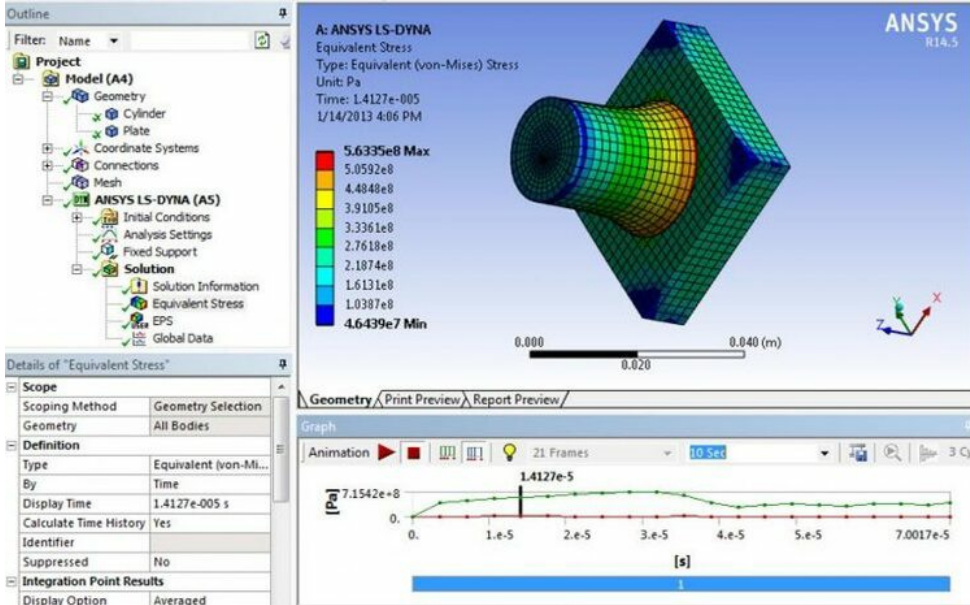 Outline
Filter: Name
Project
Model (A4)
Geometry
Cylinder
Plate
Coordinate Systems
Connections
Mesh
ANSYS LS-DYNA (A5)
Initial Conditions
Analysis Settings
Fixed Support
Solution
Solution Information
Equivalent Stress
EPS
Global Data
Details of "Equivalent Stress"
Scope
Scoping Method Geometry Selection
Geometry All Bodies
Definition
Type Equivalent (von-Mi...
By Time
Display Time 1.4127e-005 s
Calculate Time History Yes
Identifier
Suppressed No
Integration Point Results
Display Option Averaged
A: ANSYS LS-DYNA
Equivalent Stress
Type: Equivalent (von-Mises) Stress
Unit: Pa
Time: 1.4127e-005
1/14/2013 4:06 PM
5.6335e8 Max
5.0592e8
4.4848e8
3.9105e8
3.3361e8
2.7618e8
2.1874e8
1.6131e8
1.0387e8
4.6439e7 Min
ANSYS
R14.5
Y X Z
0.000 0.040 (m)
0.020
Geometry Print Preview Report Preview
Graph
Animation 21 Frames 10 Sec 3 Cy
1.4127e-5
[Pa]
7.1542e+8
0.
0. 1.e-5 2.e-5 3.e-5 4.e-5 5.e-5 7.0017e-5
[s]
1